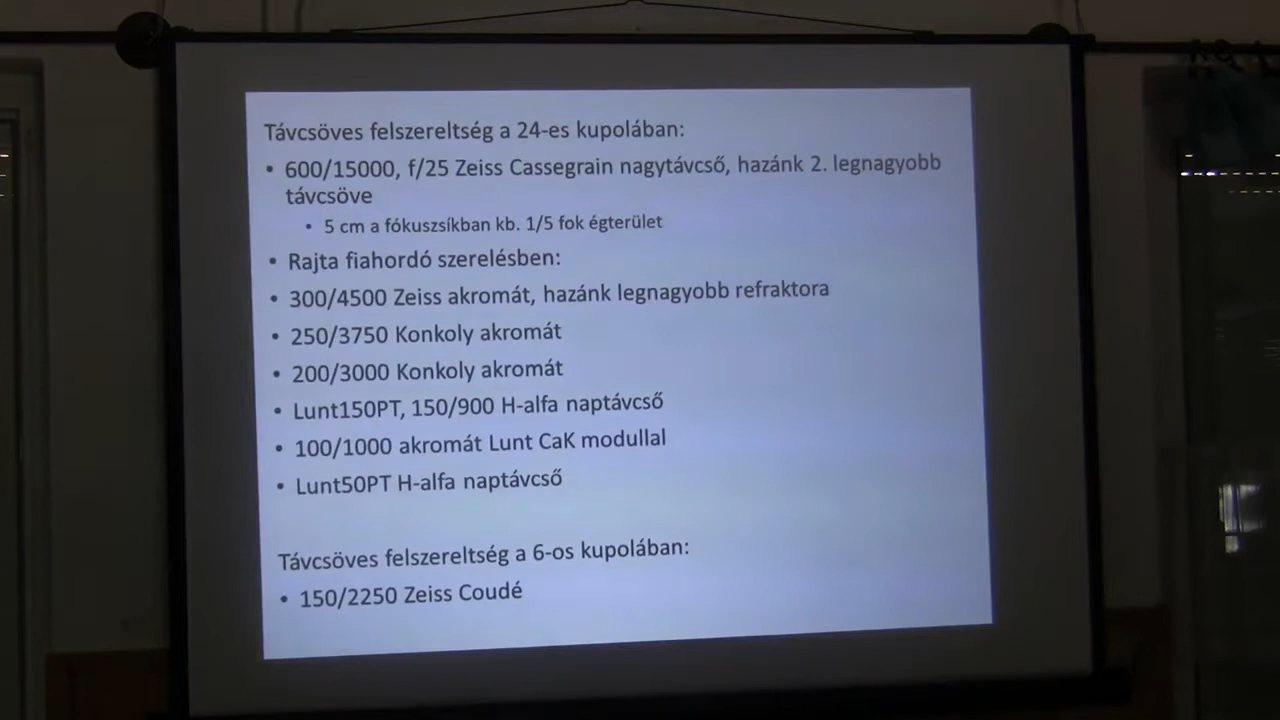 Távcsöves felszereltség a 24-es kupolában:
• 600/15000, f/25 Zeiss Cassegrain nagytávcső, hazánk 2. legnagyobb
távcsöve
• 5 cm a fókuszsíkban kb. 1/5 fok égterület
• Rajta fiahordó szerelésben:
• 300/4500 Zeiss akromát, hazánk legnagyobb refraktora
• 250/3750 Konkoly akromát
• 200/3000 Konkoly akromát
• Lunt150PT, 150/900 H-alfa naptávcső
• 100/1000 akromát Lunt CaK modullal
• Lunt50PT H-alfa naptávcső
Távcsöves felszereltség a 6-os kupolában:
• 150/2250 Zeiss Coudé